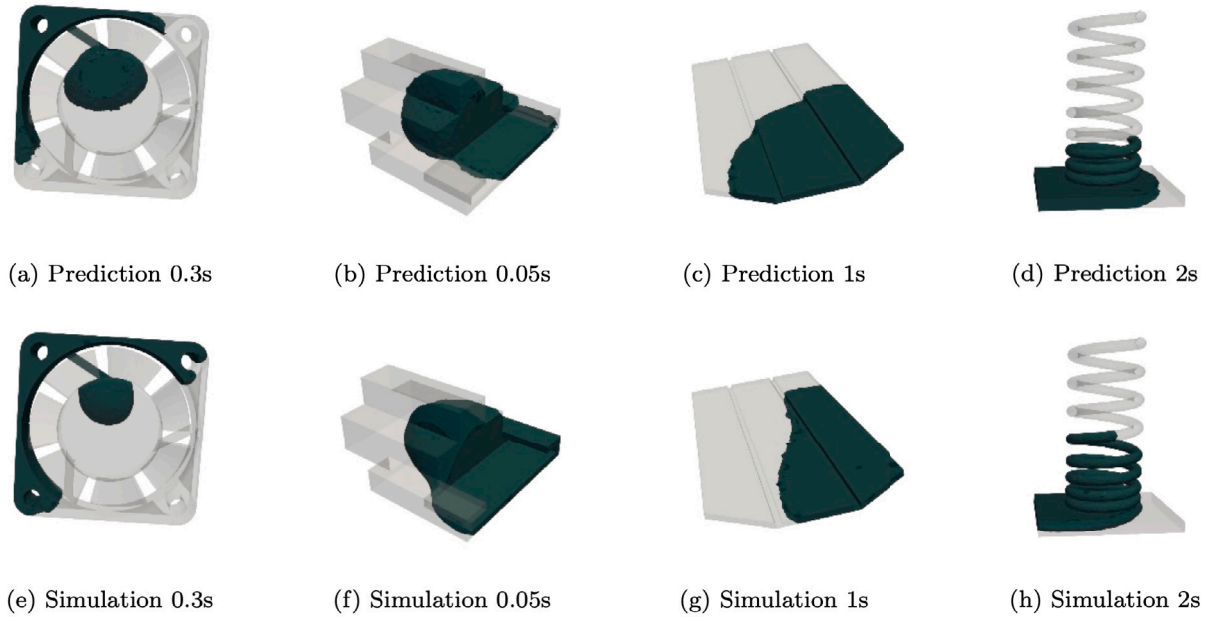 (a) Prediction 0.3s
(b) Prediction 0.05s
(c) Prediction 1s
(d) Prediction 2s
(e) Simulation 0.3s
(f) Simulation 0.05s
(g) Simulation 1s
(h) Simulation 2s